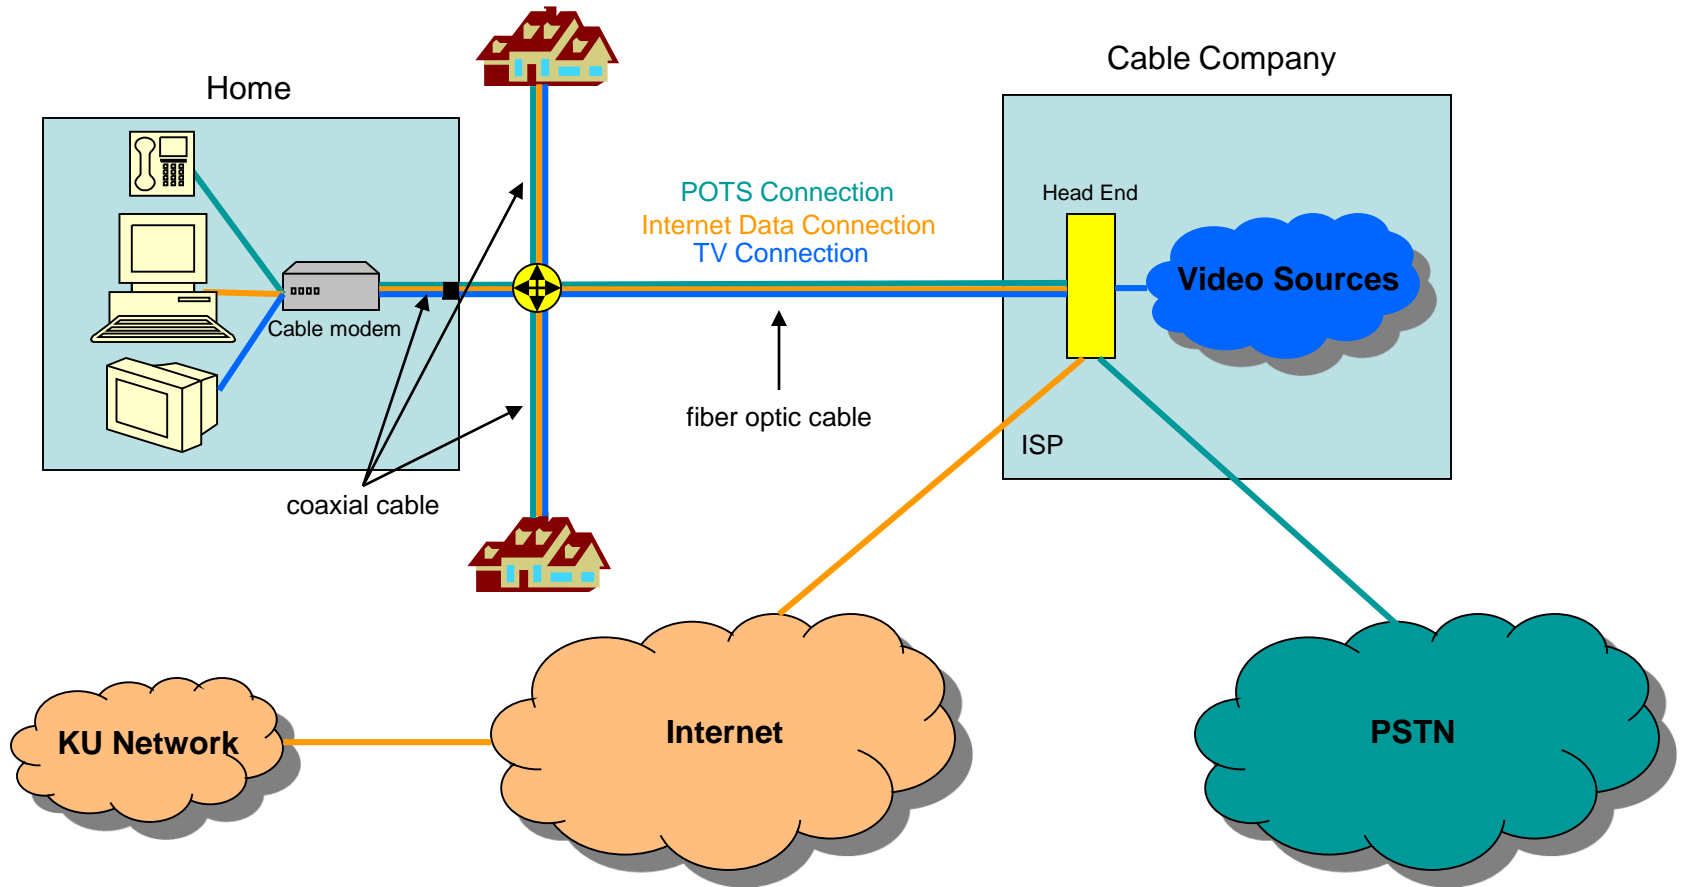 Cable Company
Home
POTS Connection
Head End
Internet Data Connection
TV Connection
Video Sources
Cable modem
fiber optic cable
ISP
coaxial cable
Internet
PSTN
KU Network